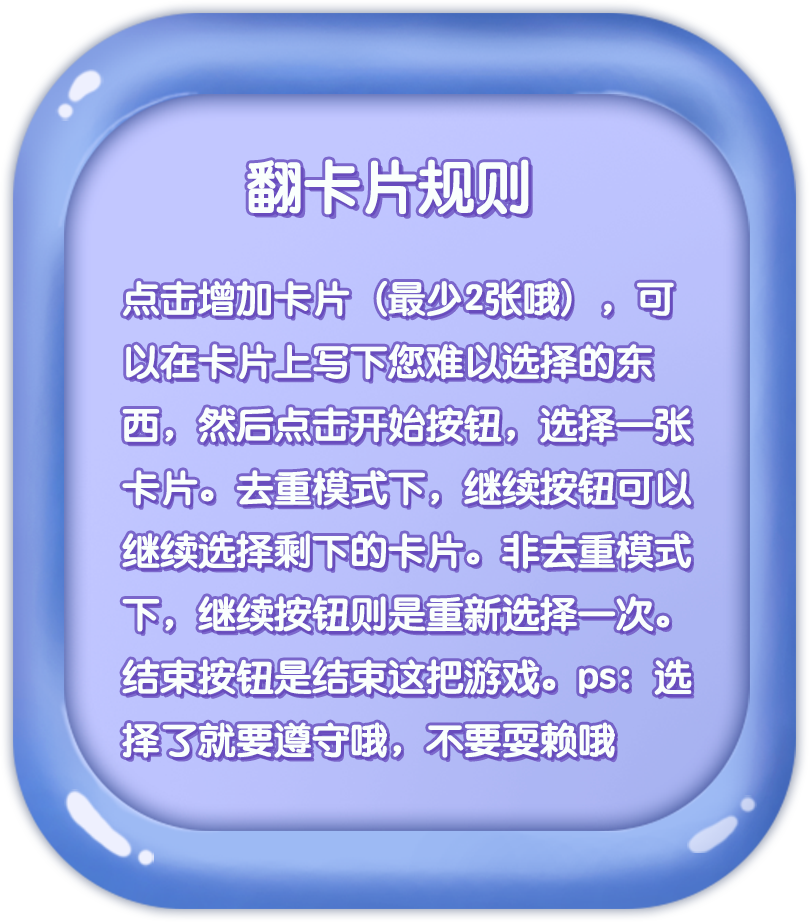 翻卡片规则
点击增加卡片（最少2张哦），可
以在卡片上写下您难以选择的东
西，然后点击开始按钮，选择一张
卡片。去重模式下，继续按钮可以
继续选择剩下的卡片。非去重模式
下，继续按钮则是重新选择一次。
结束按钮是结束这把游戏。ps：选
择了就要遵守哦，不要耍赖哦